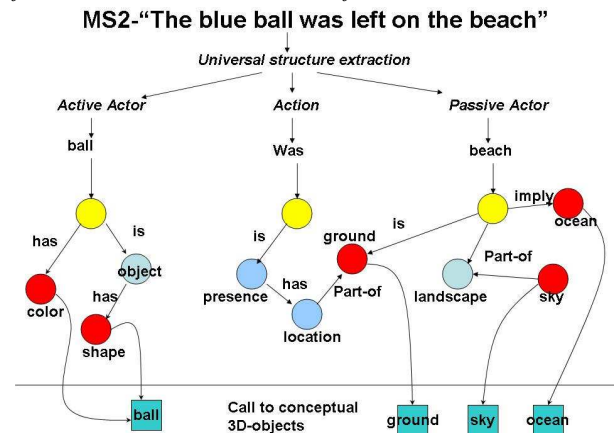 MS2-“The blue ball was left on the beach”
Universal structure extraction
Active Actor
Action
Passive Actor
ball
Was
beach
imply
ocean
has
is
is
ground
is
object
Part-of
has
presence
has
Part-of
landscape
sky
color
shape
location
ball
Call to conceptual
3D-objects
ground
sky
ocean